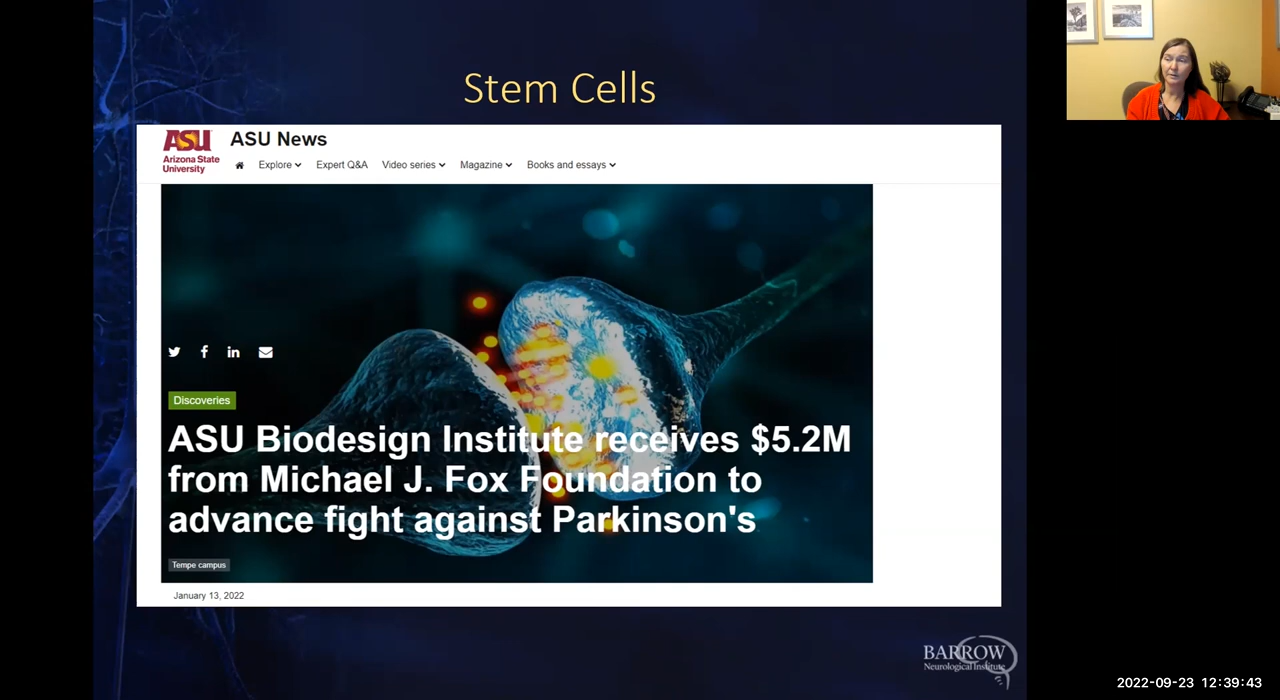 Stem Cells
ASU
Arizona State
University
ASU News
Explore
Expert Q&A
Video series
Magazine
Books and essays
Discoveries
ASU Biodesign Institute receives $5.2M
from Michael J. Fox Foundation to
advance fight against Parkinson's
Tempe campus
January 13, 2022
BARROW
Neurological Institute
2022-09-23 12:39:43